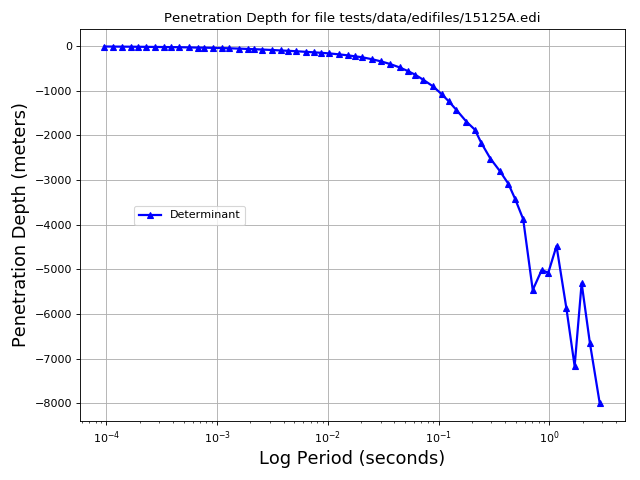 Penetration Depth for file tests/data/edifiles/15125A.edi
Penetration Depth (meters)
0
−1000
−2000
−3000
−4000
−5000
−6000
−7000
−8000
Determinant
10⁻⁴ 10⁻³ 10⁻² 10⁻¹ 10⁰
Log Period (seconds)